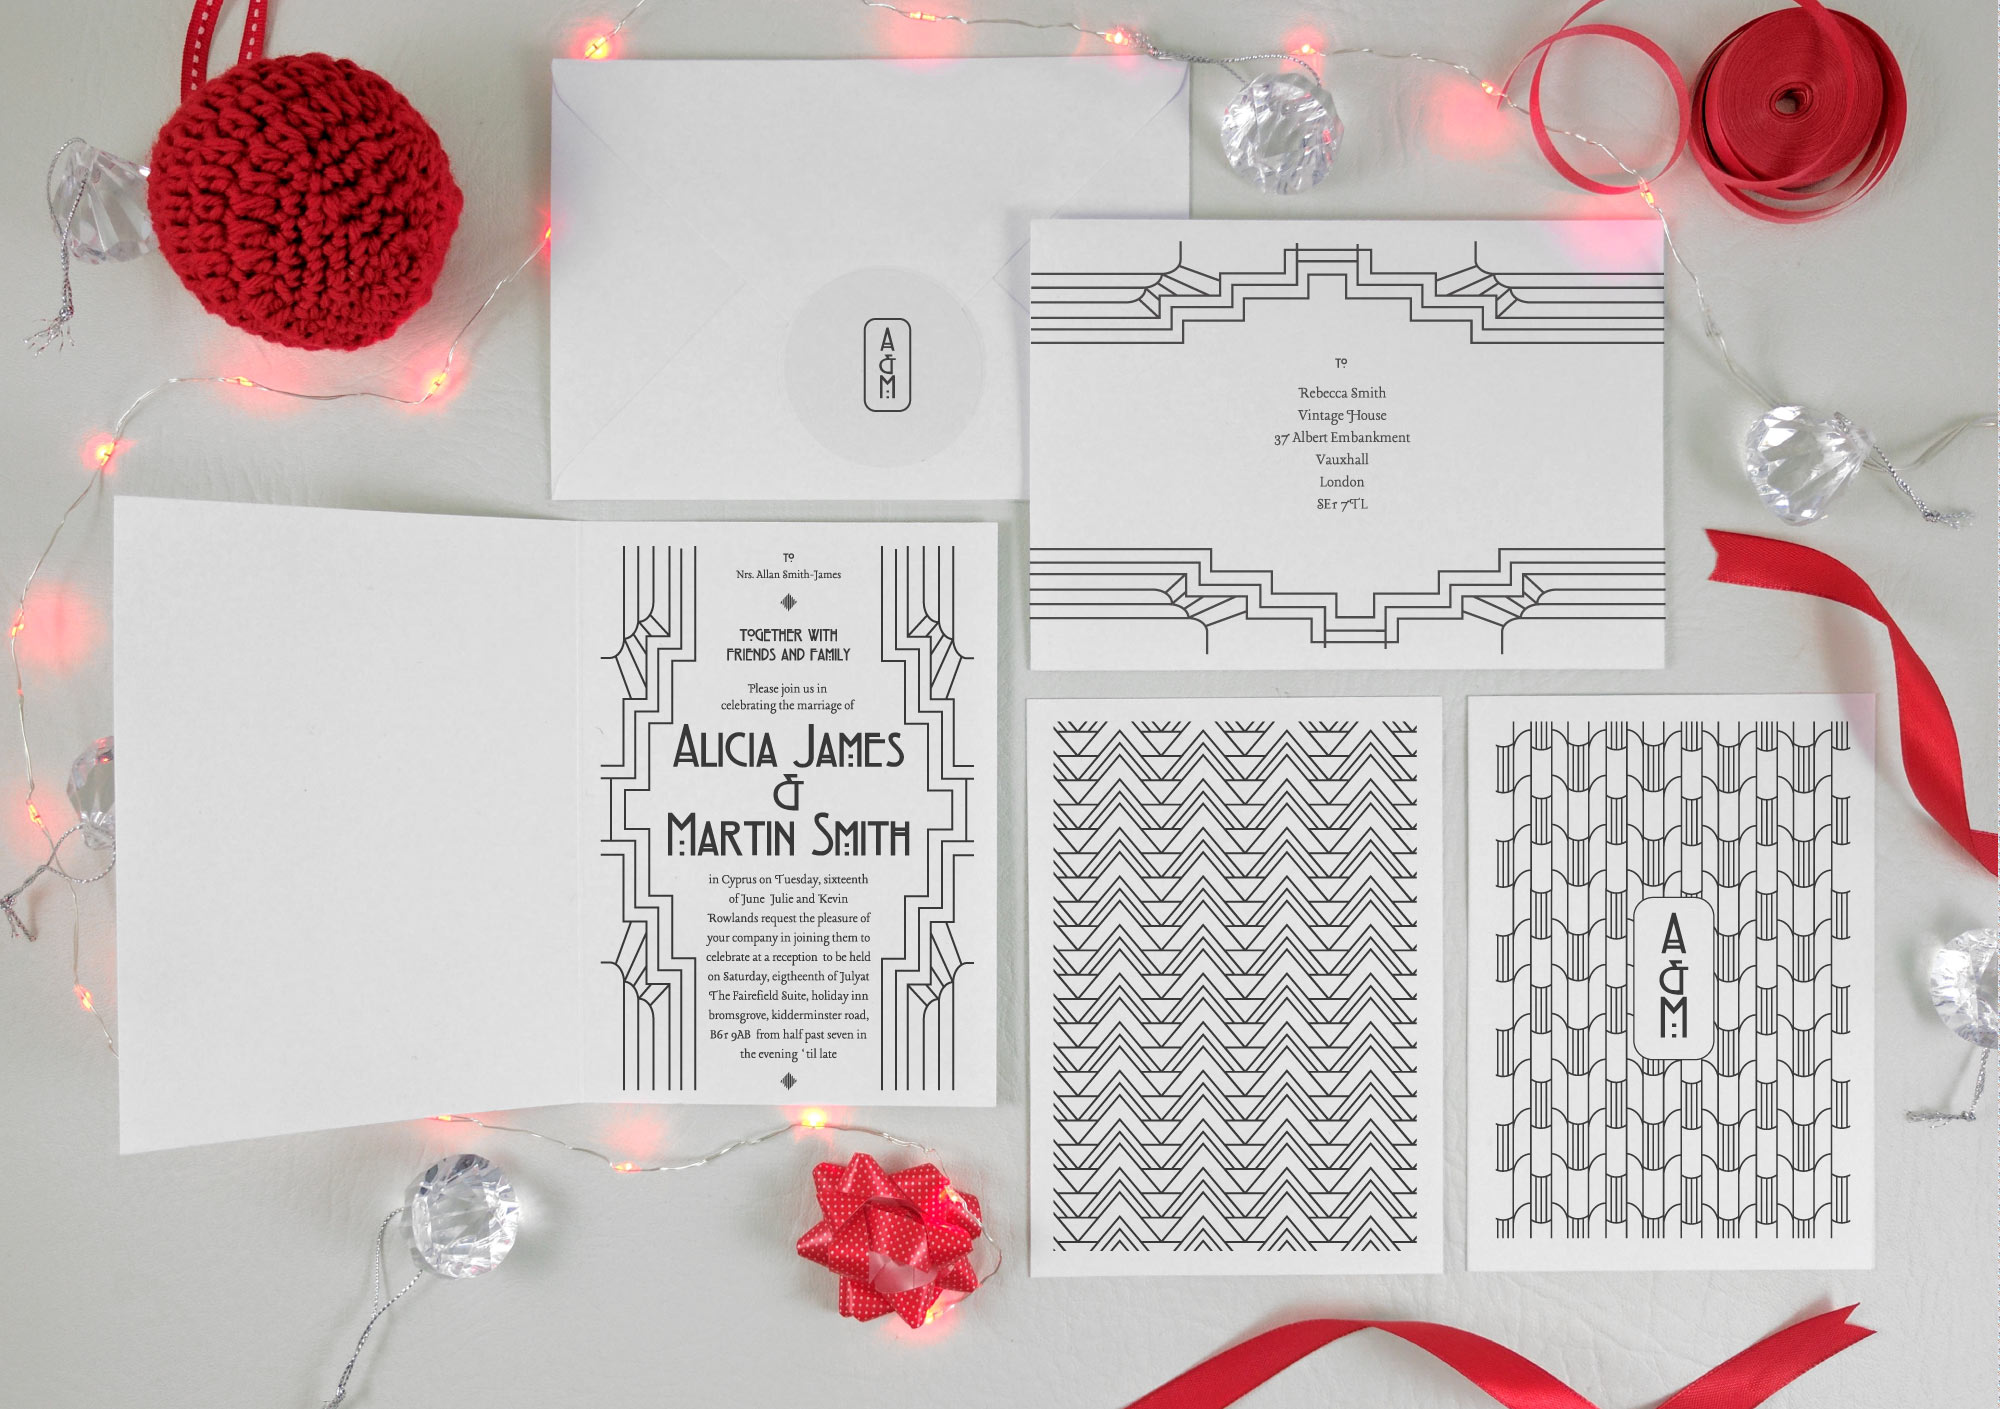 A
&
M
To
Rebecca Smith
Vintage House
37 Albert Embankment
Vauxhall
London
SE1 7TL
To
Nrs. Allan Smith-James
TOGETHER WITH
FRIENDS AND FAMILY
Please join us in
celebrating the marriage of
ALICIA JAMES
&
MARTIN SMITH
in Cyprus on Tuesday, sixteenth
of June Julie and Kevin
Rowlands request the pleasure of
your company in joining them to
celebrate at a reception to be held
on Saturday, eigtheenth of Julyat
The Fairefield Suite, holiday inn
bromsgrove, kidderminster road,
B61 9AB from half past seven in
the evening 'til late
A
&
M